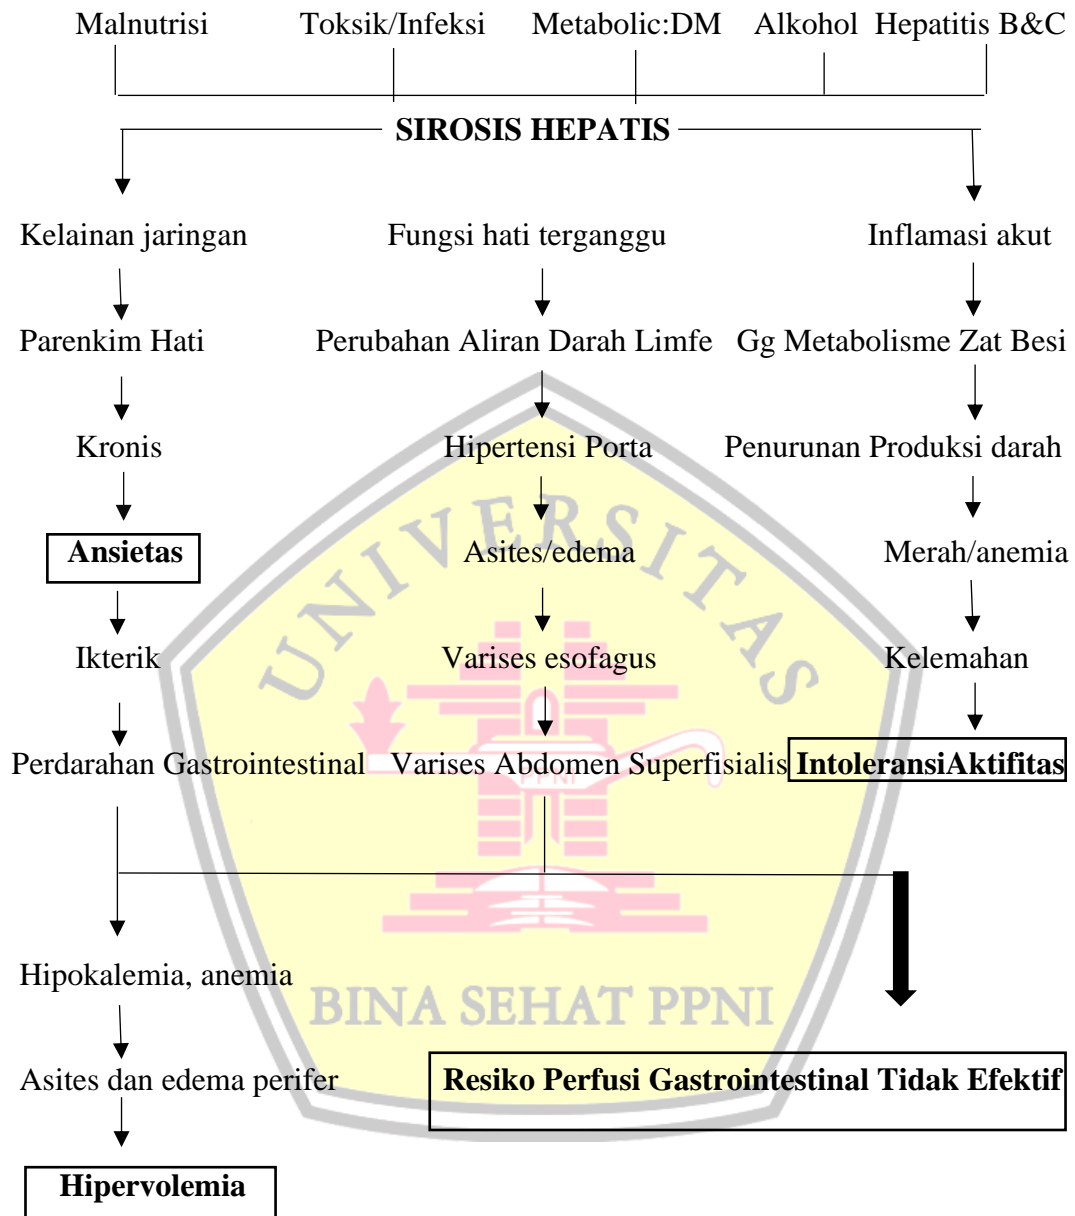 Malnutrisi Toksik/Infeksi Metabolic:DM Alkohol Hepatitis B&C
SIROSIS HEPATIS
Kelainan jaringan Fungsi hati terganggu Inflamasi akut
Parenkim Hati Perubahan Aliran Darah Limfe Gg Metabolisme Zat Besi
Kronis Hipertensi Porta Penurunan Produksi darah
Ansietas Asites/edema Merah/anemia
Ikterik Varises esofagus Kelemahan
Perdarahan Gastrointestinal Varises Abdomen Superfisialis IntoleransiAktifitas
Hipokalemia, anemia
Asites dan edema perifer Resiko Perfusi Gastrointestinal Tidak Efektif
Hipervolemia
UNIVERSITAS
PPNI
BINA SEHAT PPNI